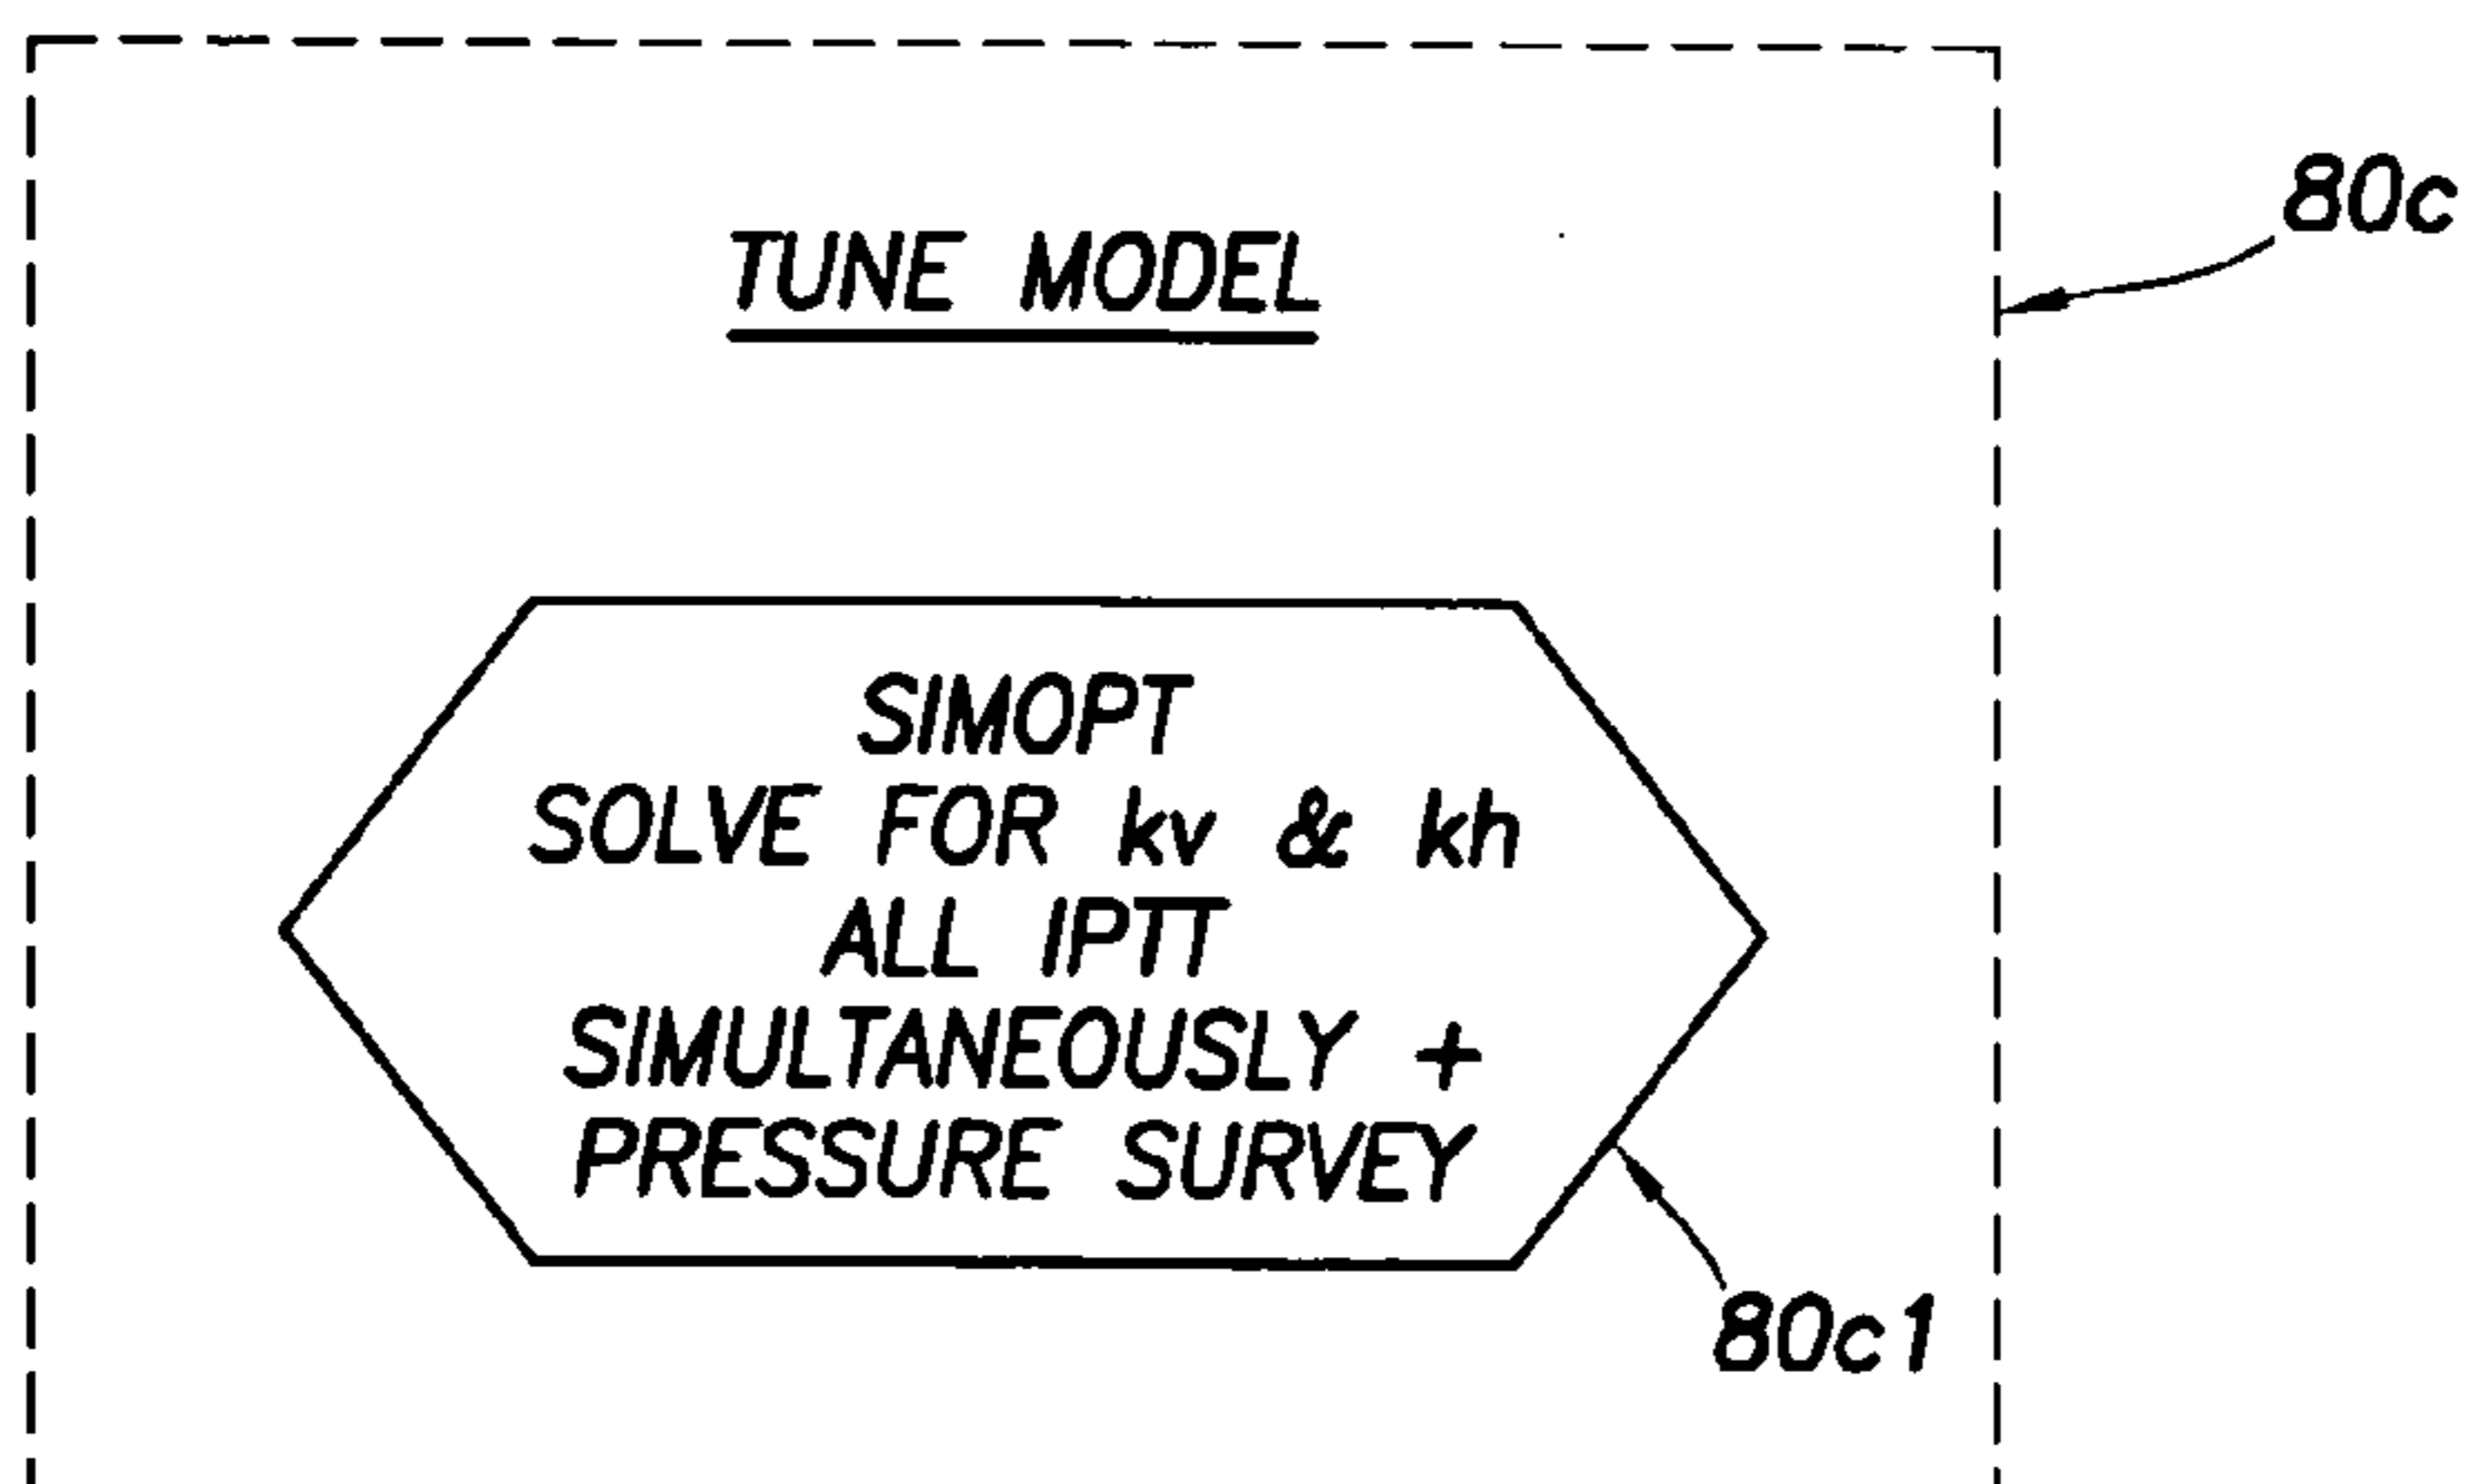 80c
TUNE MODEL
SIMOPT
SOLVE FOR kv & kh
ALL IPTT
SIMULTANEOUSLY +
PRESSURE SURVEY
80c1